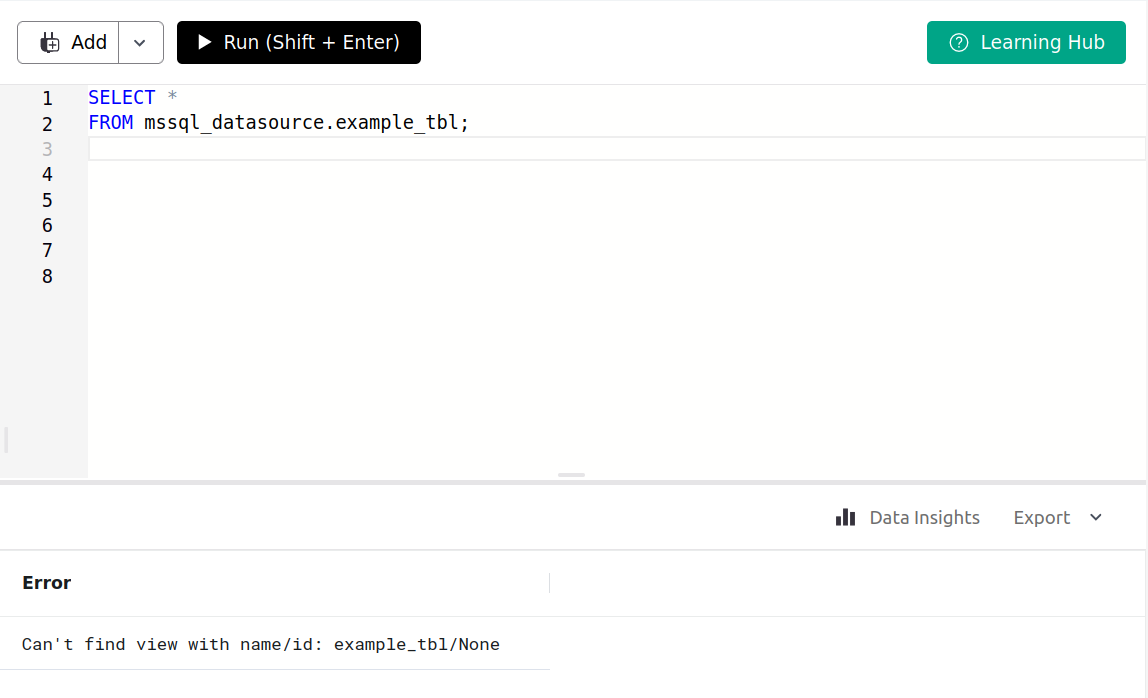 Add
Run (Shift + Enter)
Learning Hub
1 SELECT *
2 FROM mssql_datasource.example_tbl;
3
4
5
6
7
8
Data Insights
Export
Error
Can't find view with name/id: example_tbl/None